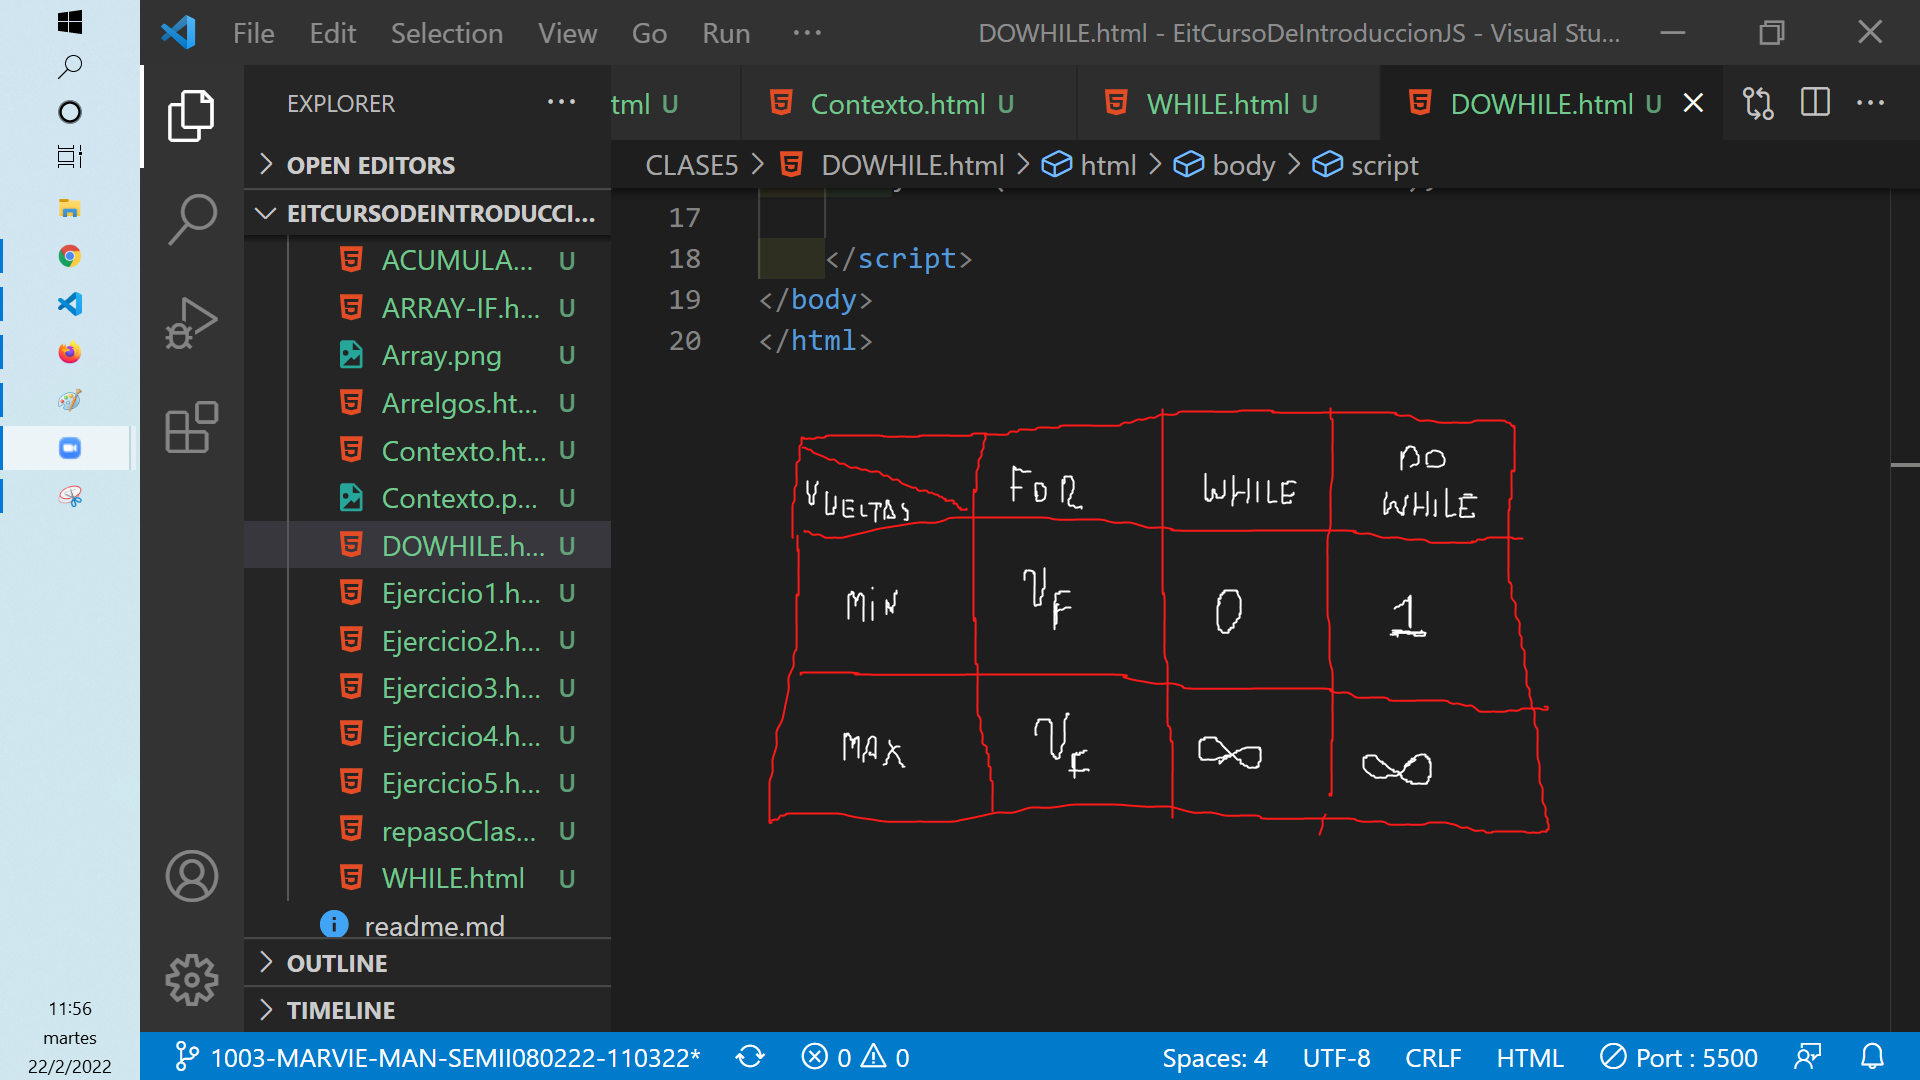 File Edit Selection View Go Run ··· DOWHILE.html - EitCursoDeIntroduccionJS - Visual Stu...
EXPLORER ···
tml U Contexto.html U WHILE.html U DOWHILE.html U
OPEN EDITORS
CLASE5 > DOWHILE.html > html > body > script
EITCURSODEINTRODUCCI...
ACUMULA... U
ARRAY-IF.h... U
Array.png U
Arrelgos.ht... U
Contexto.ht... U
Contexto.p... U
DOWHILE.h... U
Ejercicio1.h... U
Ejercicio2.h... U
Ejercicio3.h... U
Ejercicio4.h... U
Ejercicio5.h... U
repasoClas... U
WHILE.html U
readme.md
OUTLINE
TIMELINE
17
18 </script>
19 </body>
20 </html>
VUELTAS FOR WHILE DO WHILE
MIN VF 0 1
MAX VF ∞ ∞
11:56
martes
22/2/2022
1003-MARVIE-MAN-SEMII080222-110322* 0 0 Spaces: 4 UTF-8 CRLF HTML Port : 5500